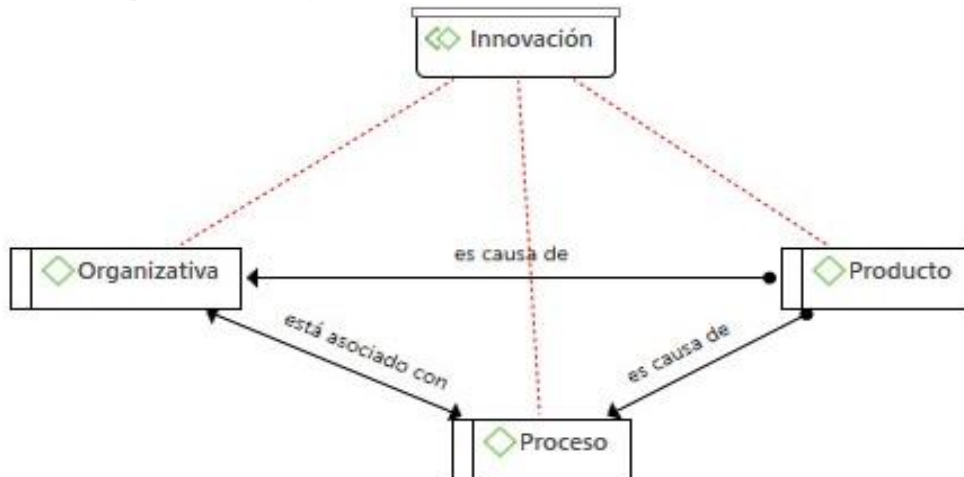 Innovación
es causa de
Organizativa
Producto
está asociado con
es causa de
Proceso